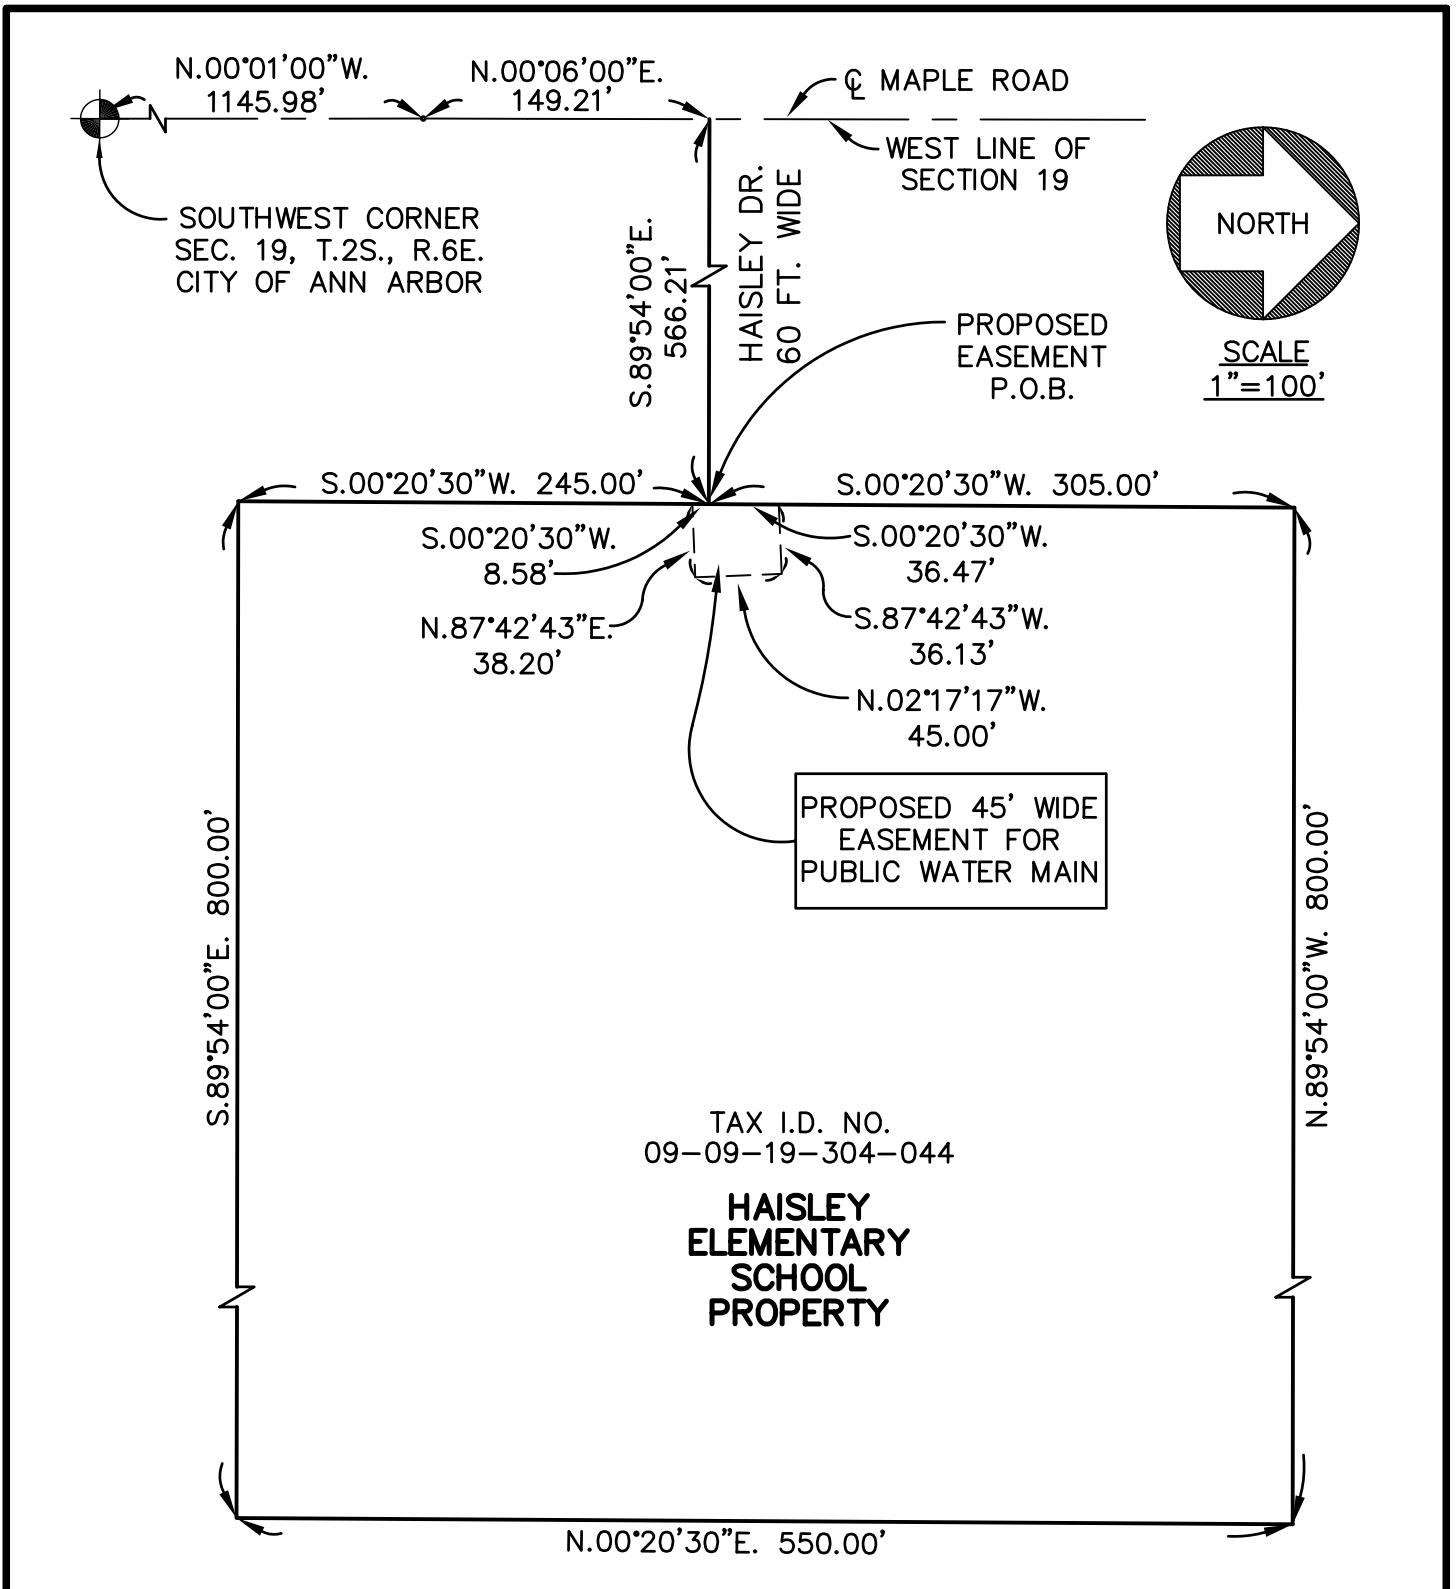 N.00°01'00"W.
1145.98'
N.00°06'00"E.
149.21'
℄ MAPLE ROAD
WEST LINE OF
SECTION 19
SOUTHWEST CORNER
SEC. 19, T.2S., R.6E.
CITY OF ANN ARBOR
S.89°54'00"E.
566.21'
HAISLEY DR.
60 FT. WIDE
NORTH
SCALE
1"=100'
PROPOSED
EASEMENT
P.O.B.
S.00°20'30"W. 245.00'
S.00°20'30"W. 305.00'
S.00°20'30"W.
8.58'
S.00°20'30"W.
36.47'
N.87°42'43"E.
38.20'
S.87°42'43"W.
36.13'
N.02°17'17"W.
45.00'
PROPOSED 45' WIDE
EASEMENT FOR
PUBLIC WATER MAIN
S.89°54'00"E. 800.00'
N.89°54'00"W. 800.00'
TAX I.D. NO.
09-09-19-304-044
HAISLEY
ELEMENTARY
SCHOOL
PROPERTY
N.00°20'30"E. 550.00'